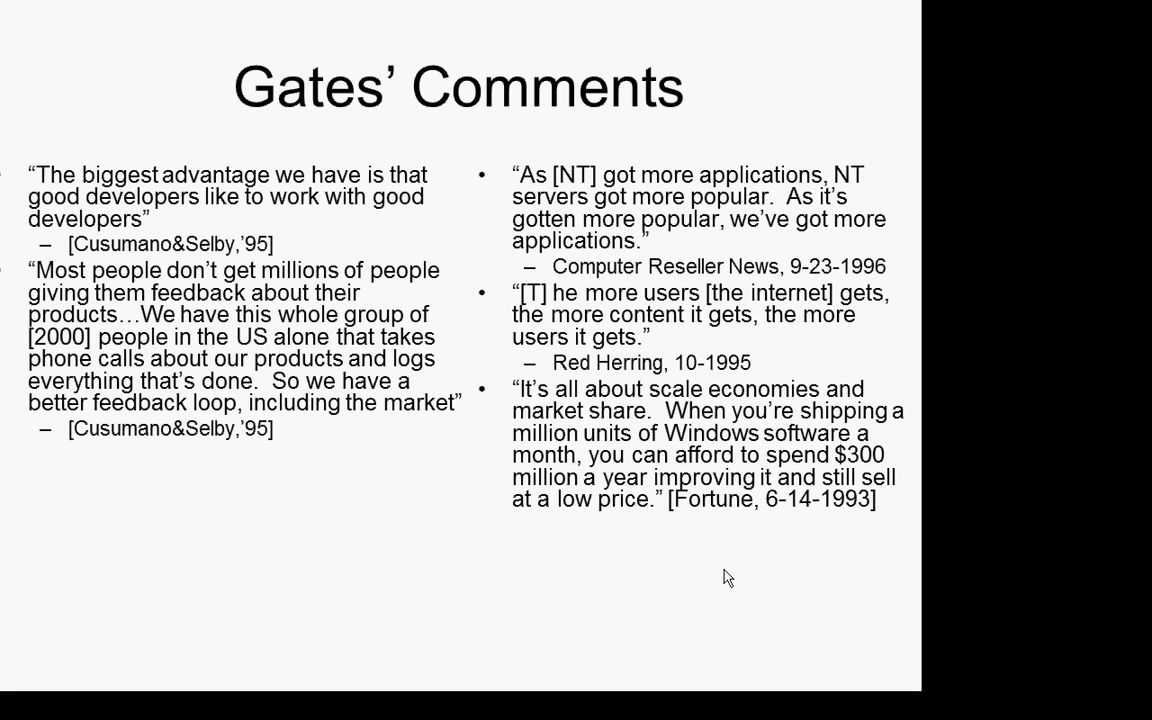 Gates’ Comments
“The biggest advantage we have is that
good developers like to work with good
developers”
– [Cusumano&Selby,’95]
“Most people don’t get millions of people
giving them feedback about their
products…We have this whole group of
[2000] people in the US alone that takes
phone calls about our products and logs
everything that’s done.  So we have a
better feedback loop, including the market”
– [Cusumano&Selby,’95]
• “As [NT] got more applications, NT
servers got more popular.  As it’s
gotten more popular, we’ve got more
applications.”
– Computer Reseller News, 9-23-1996
• “[T] he more users [the internet] gets,
the more content it gets, the more
users it gets.”
– Red Herring, 10-1995
• “It’s all about scale economies and
market share.  When you’re shipping a
million units of Windows software a
month, you can afford to spend $300
million a year improving it and still sell
at a low price.” [Fortune, 6-14-1993]